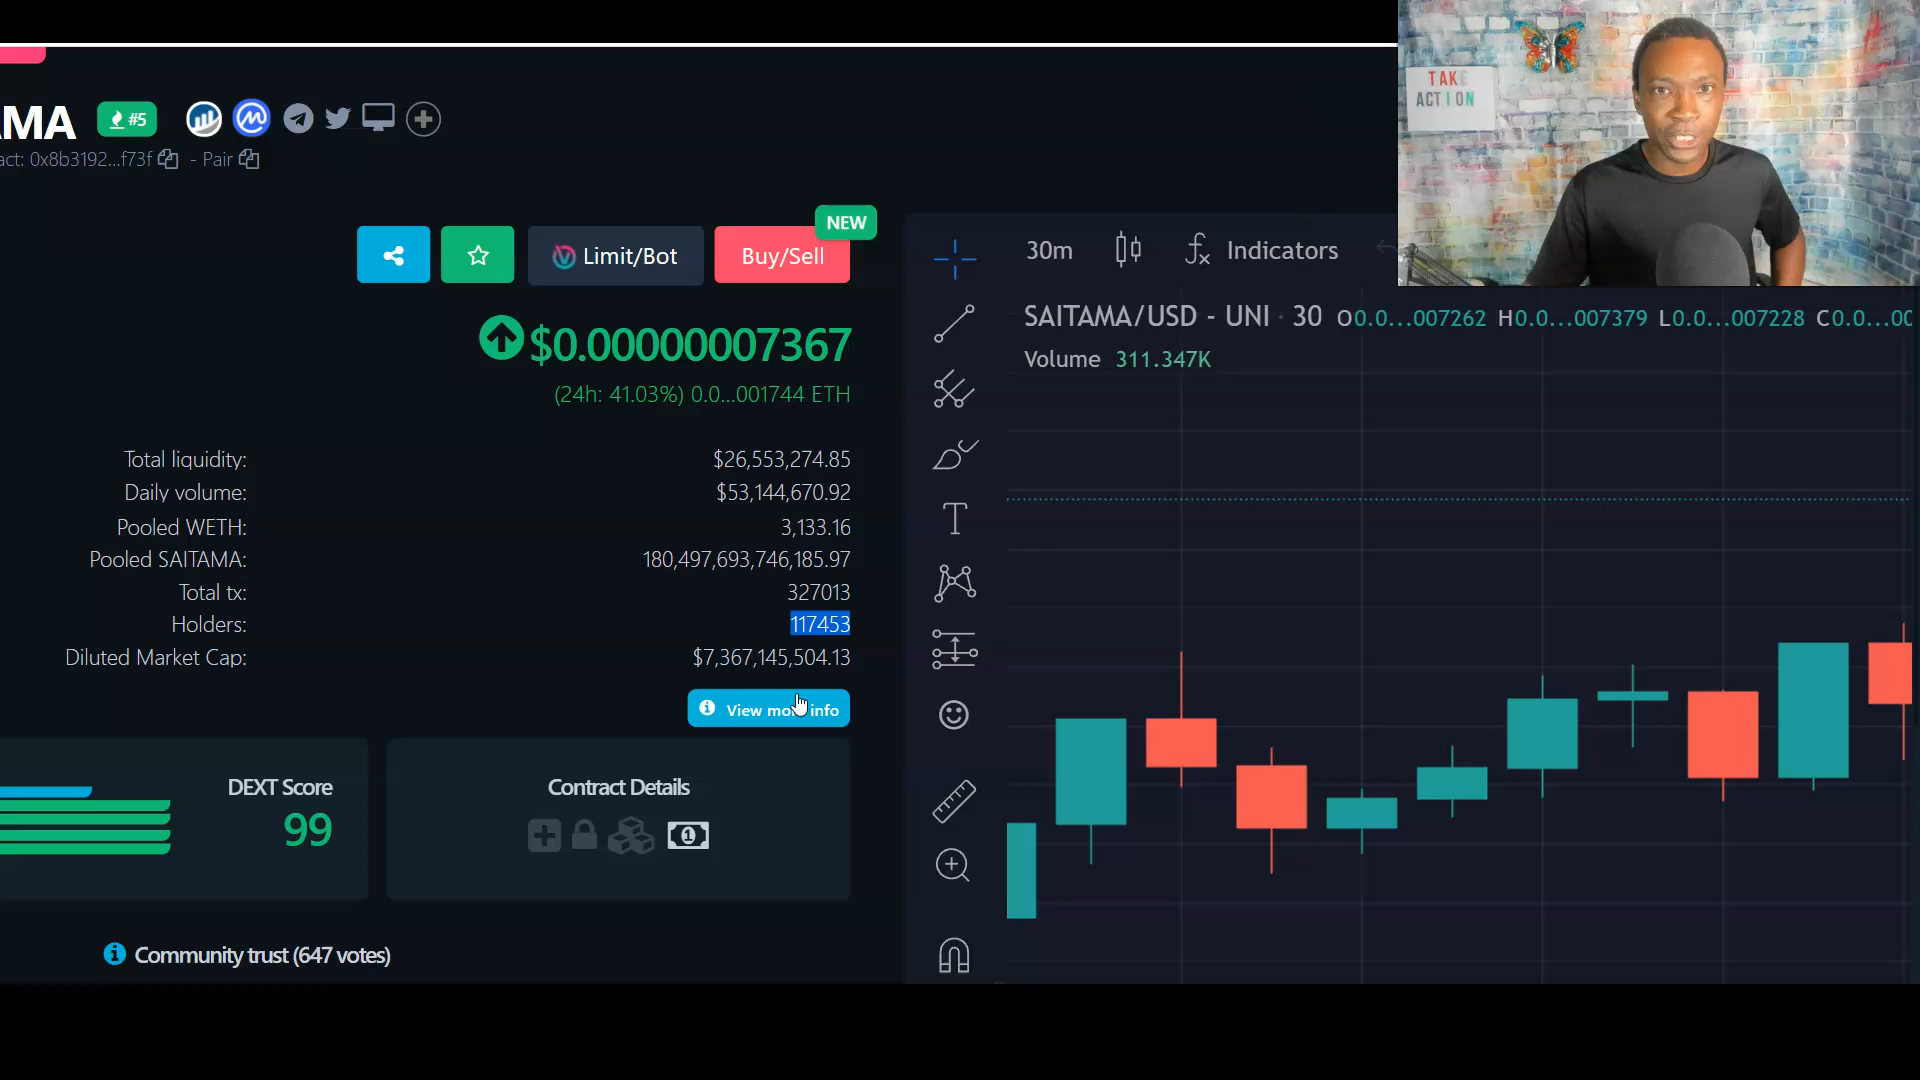 TAKE
ACTION
AMA #5
act: 0x8b3192...f73f - Pair
NEW
Limit/Bot Buy/Sell
$0.00000007367
(24h: 41.03%) 0.0...001744 ETH
Total liquidity: $26,553,274.85
Daily volume: $53,144,670.92
Pooled WETH: 3,133.16
Pooled SAITAMA: 180,497,693,746,185.97
Total tx: 327013
Holders: 117453
Diluted Market Cap: $7,367,145,504.13
View more info
DEXT Score
99
Contract Details
Community trust (647 votes)
30m Indicators
SAITAMA/USD - UNI · 30 O0.0...007262 H0.0...007379 L0.0...007228 C0.0...00
Volume 311.347K